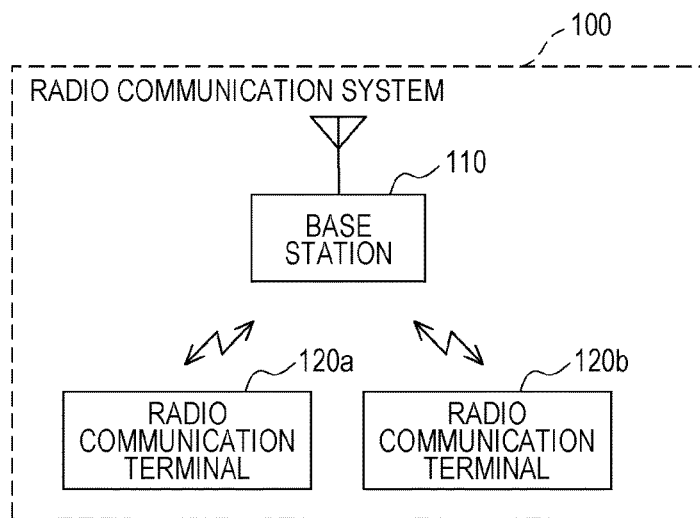 100
RADIO COMMUNICATION SYSTEM
110
BASE
STATION
120a
120b
RADIO
COMMUNICATION
TERMINAL
RADIO
COMMUNICATION
TERMINAL